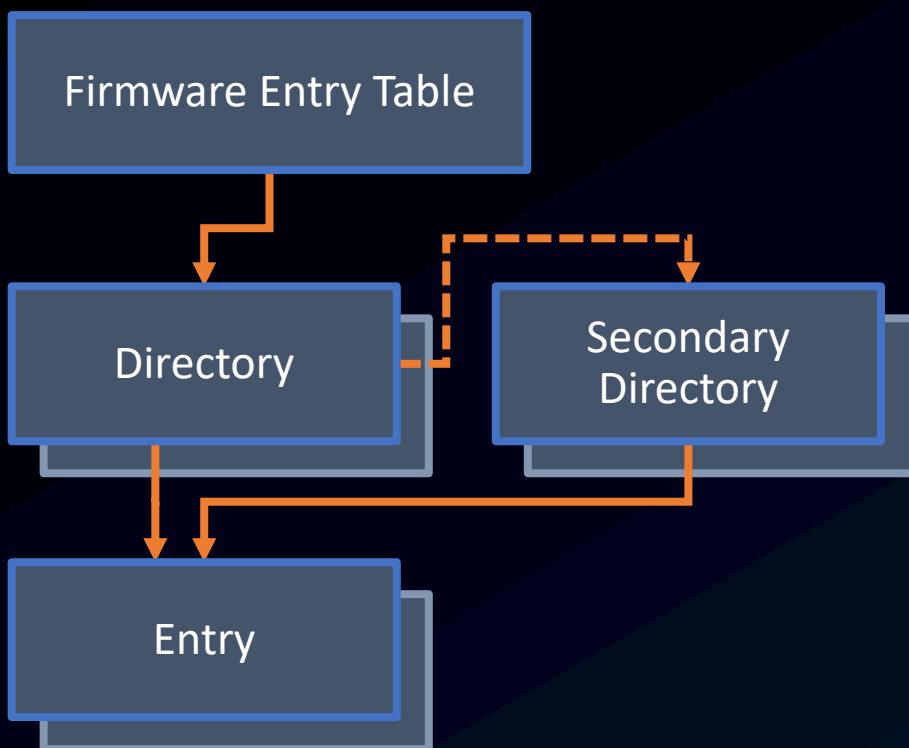 Firmware Entry Table
Directory
Secondary
Directory
Entry